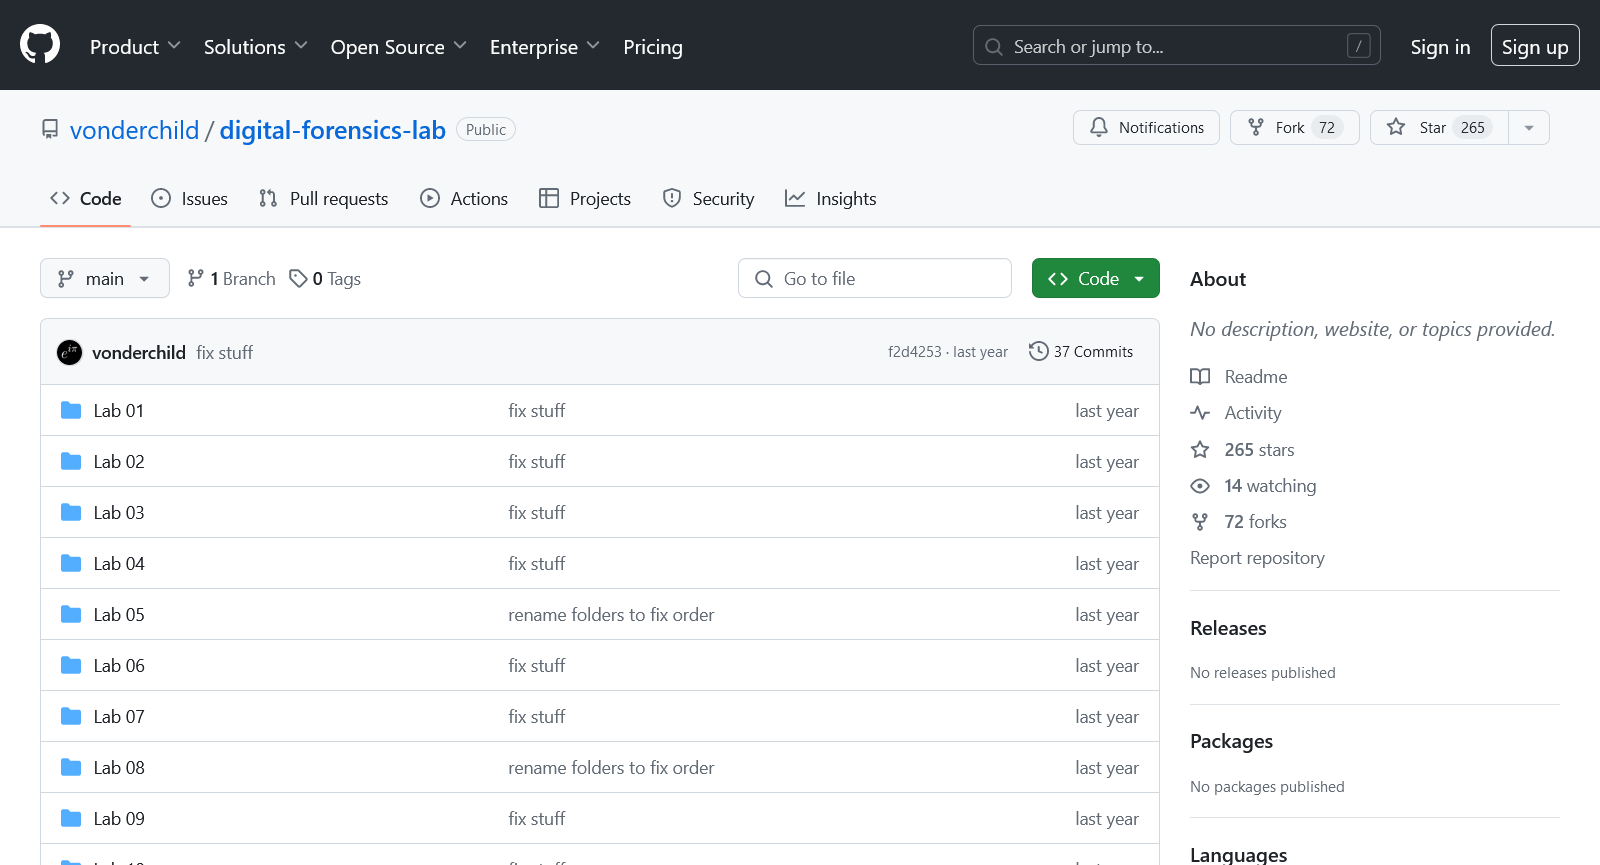 Product Solutions Open Source Enterprise Pricing Search or jump to... / Sign in Sign up
vonderchild / digital-forensics-lab Public Notifications Fork 72 Star 265
Code Issues Pull requests Actions Projects Security Insights
main 1 Branch 0 Tags Go to file Code
vonderchild fix stuff f2d4253 · last year 37 Commits
Lab 01 fix stuff last year
Lab 02 fix stuff last year
Lab 03 fix stuff last year
Lab 04 fix stuff last year
Lab 05 rename folders to fix order last year
Lab 06 fix stuff last year
Lab 07 fix stuff last year
Lab 08 rename folders to fix order last year
Lab 09 fix stuff last year
About
No description, website, or topics provided.
Readme
Activity
265 stars
14 watching
72 forks
Report repository
Releases
No releases published
Packages
No packages published
Languages